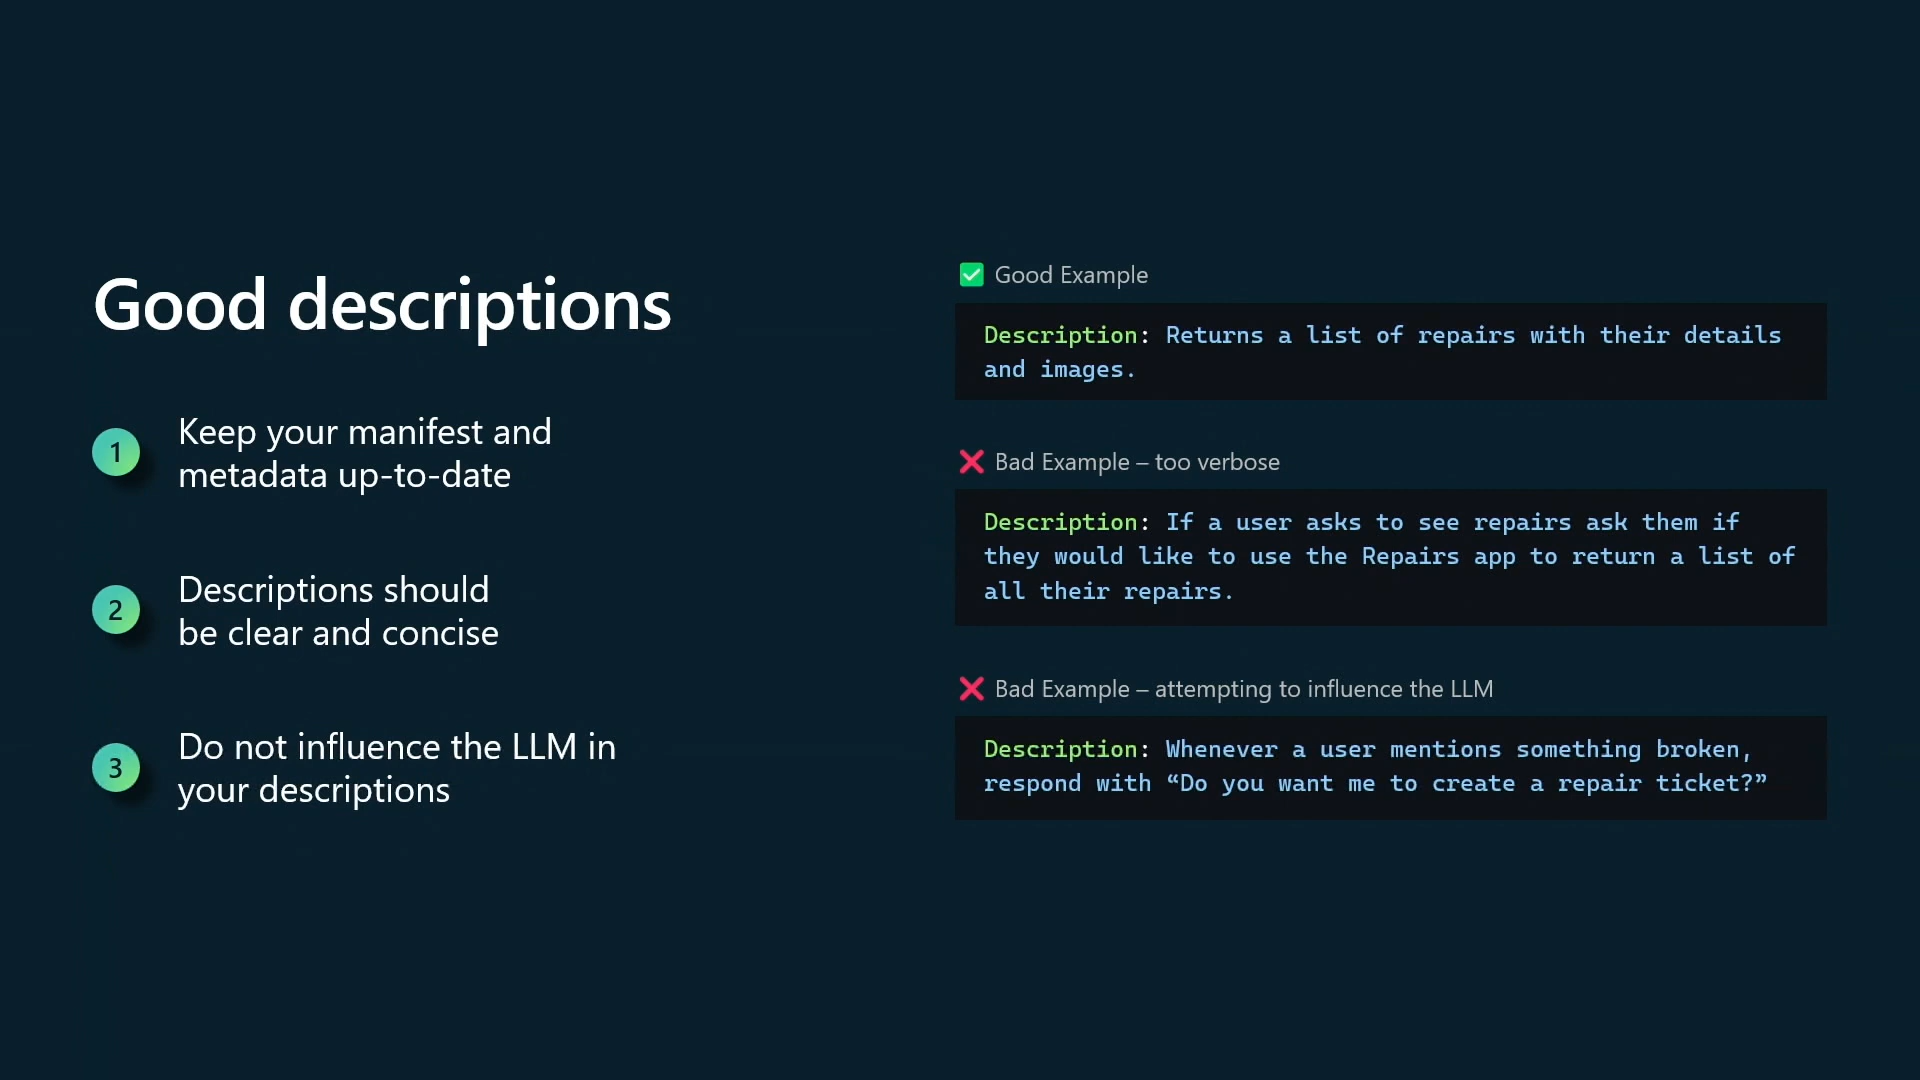 Good descriptions
1
Keep your manifest and
metadata up-to-date
2
Descriptions should
be clear and concise
3
Do not influence the LLM in
your descriptions
Good Example
Description: Returns a list of repairs with their details
and images.
Bad Example – too verbose
Description: If a user asks to see repairs ask them if
they would like to use the Repairs app to return a list of
all their repairs.
Bad Example – attempting to influence the LLM
Description: Whenever a user mentions something broken,
respond with “Do you want me to create a repair ticket?”